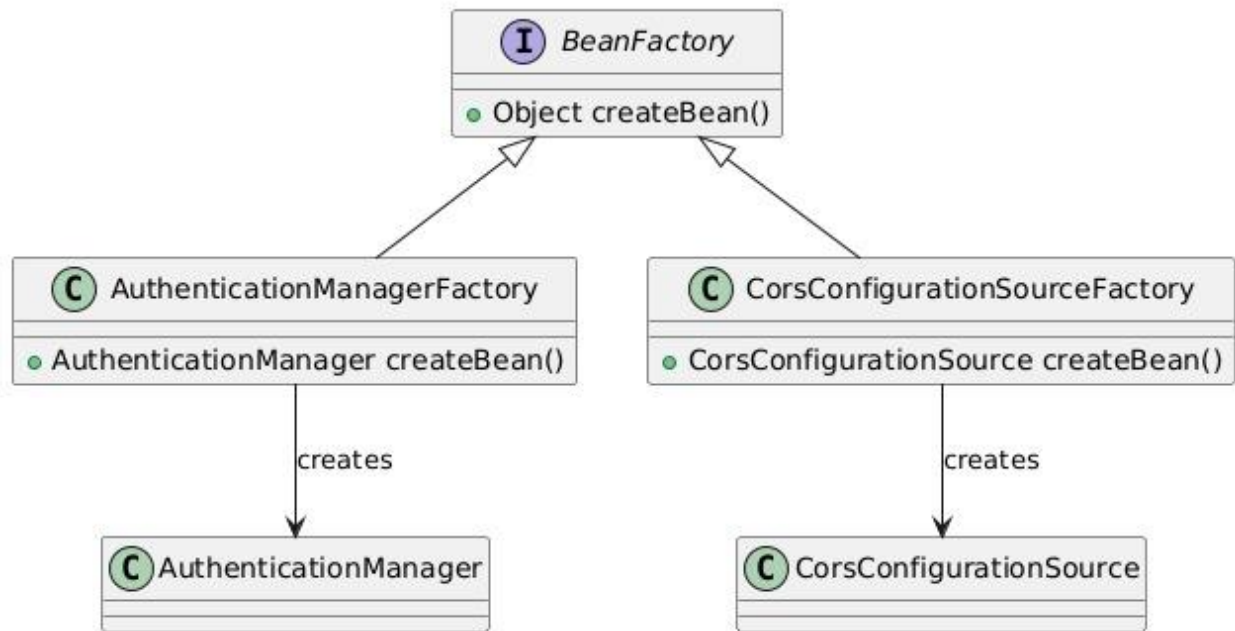 I BeanFactory
Object createBean()
C AuthenticationManagerFactory
C CorsConfigurationSourceFactory
AuthenticationManager createBean()
CorsConfigurationSource createBean()
creates
creates
C AuthenticationManager
C CorsConfigurationSource